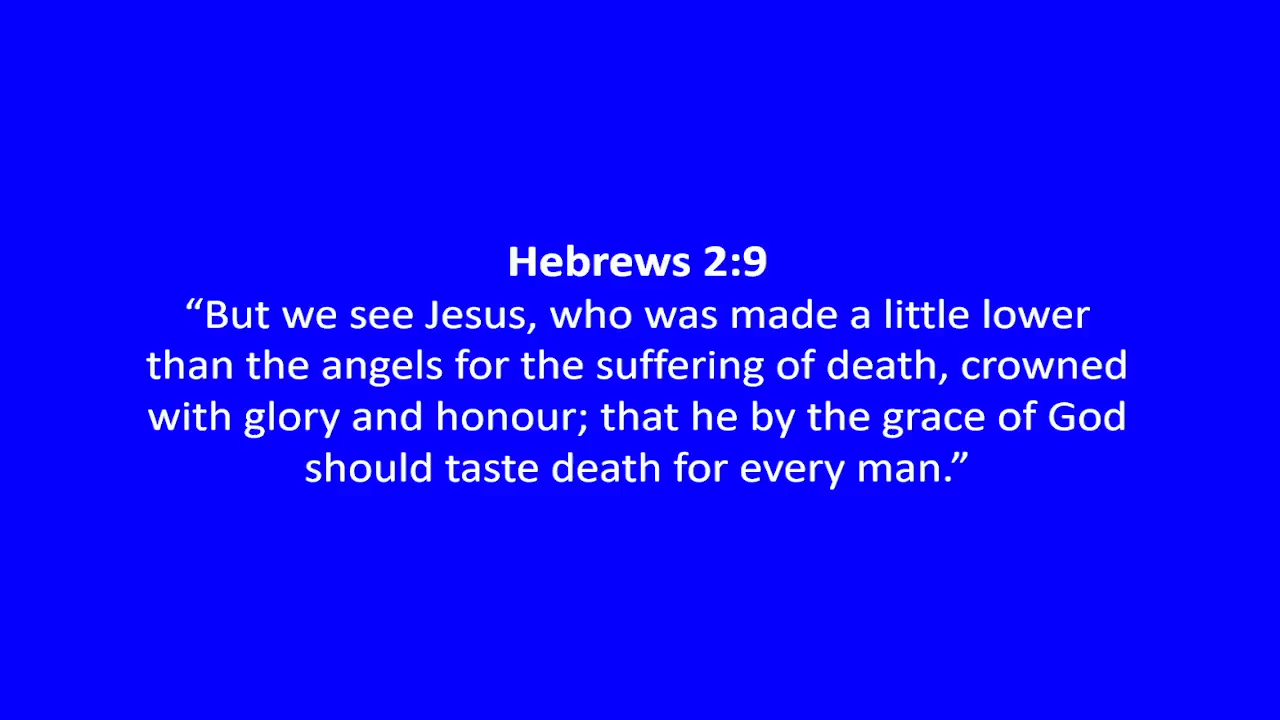 Hebrews 2:9
“But we see Jesus, who was made a little lower
than the angels for the suffering of death, crowned
with glory and honour; that he by the grace of God
should taste death for every man.”